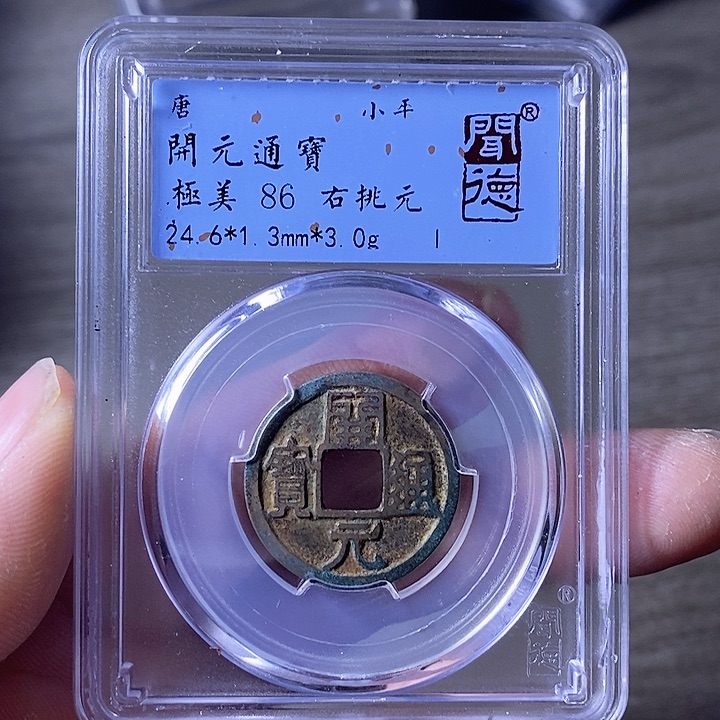 唐 小平
聞德®
開元通寶
極美 86 右挑元
24.6*1.3mm*3.0g
開元通寶
聞德®